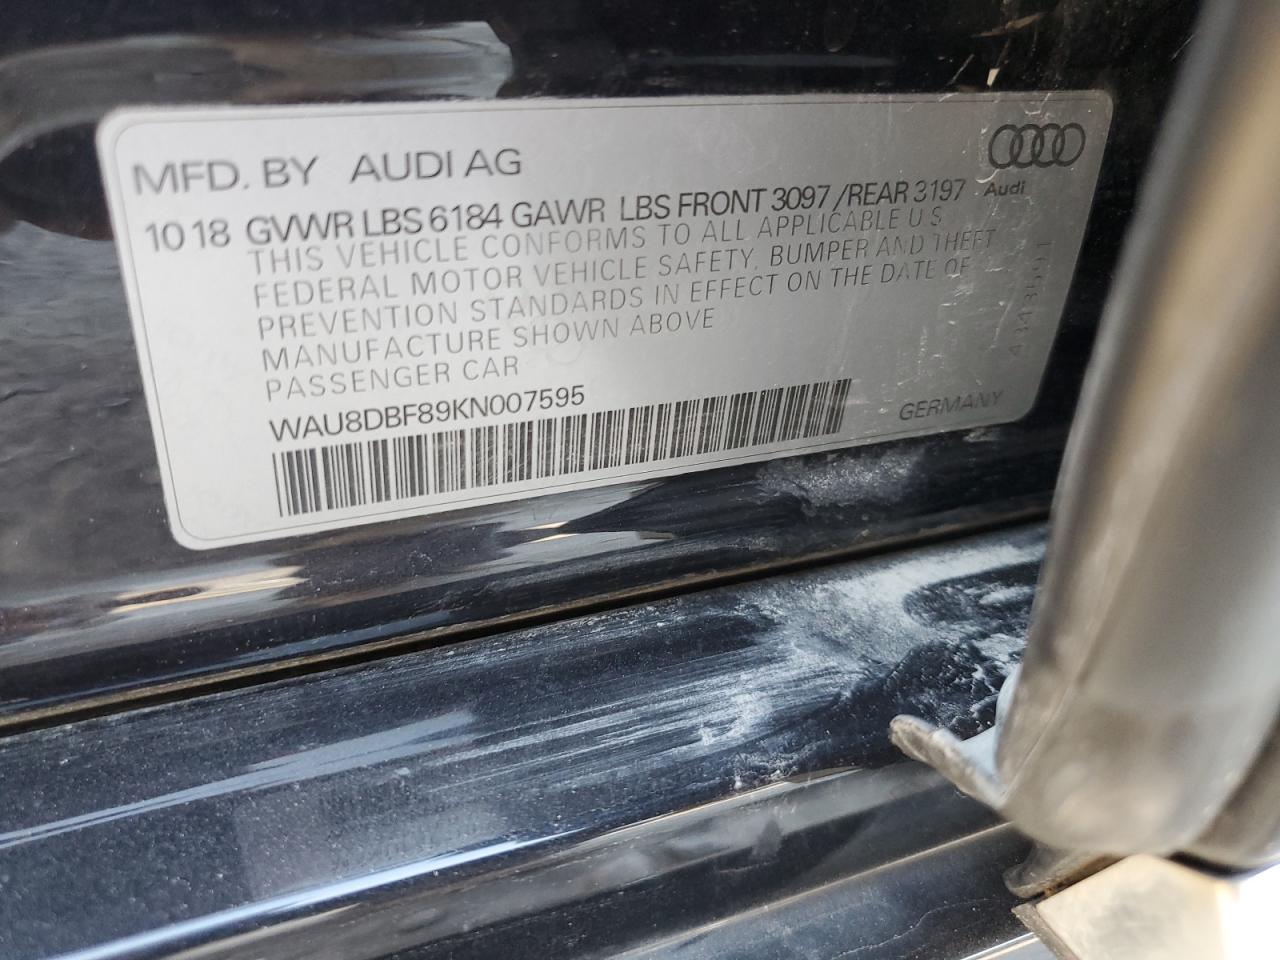 MFD. BY AUDI AG
10 18 GVWR LBS 6184 GAWR LBS FRONT 3097 /REAR 3197
Audi
THIS VEHICLE CONFORMS TO ALL APPLICABLE U S
FEDERAL MOTOR VEHICLE SAFETY, BUMPER AND THEFT
PREVENTION STANDARDS IN EFFECT ON THE DATE OF
MANUFACTURE SHOWN ABOVE
PASSENGER CAR
WAU8DBF89KN007595
GERMANY